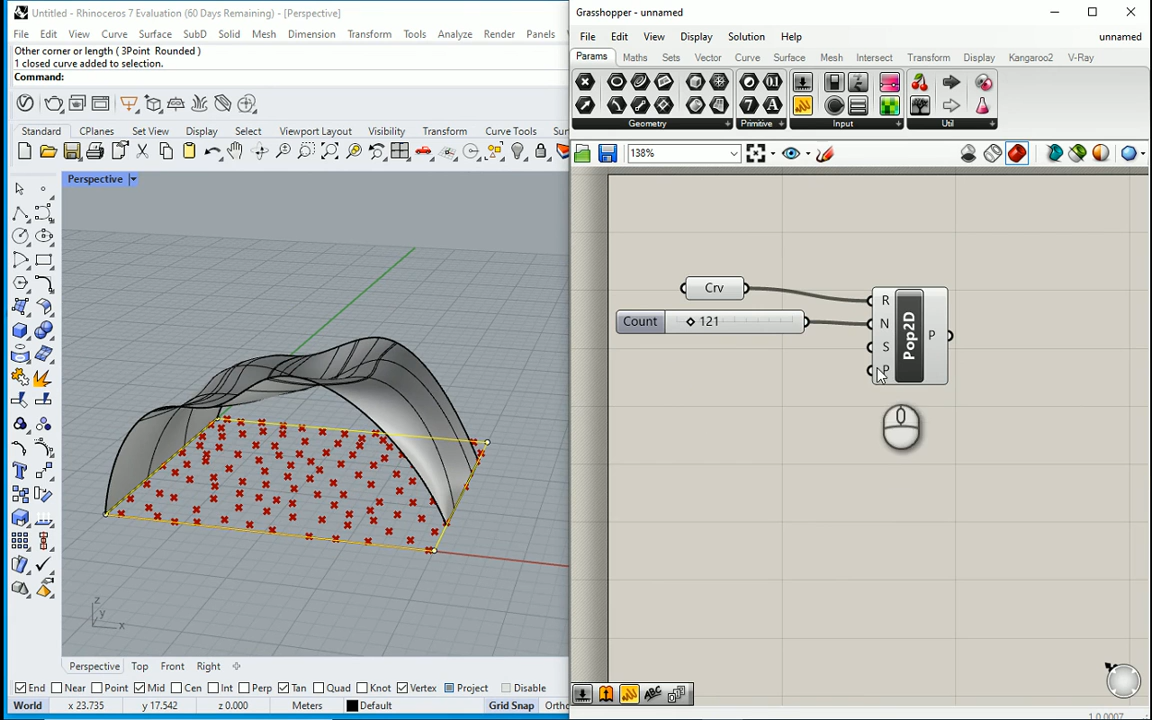 Untitled - Rhinoceros 7 Evaluation (60 Days Remaining) - [Perspective]
File Edit View Curve Surface SubD Solid Mesh Dimension Transform Tools Analyze Render Panels
Other corner or length ( 3Point Rounded )
1 closed curve added to selection.
Command:
Standard CPlanes Set View Display Select Viewport Layout Visibility Transform Curve Tools Sur
Perspective
z
y
x
Perspective Top Front Right
End Near Point Mid Cen Int Perp Tan Quad Knot Vertex Project Disable
World x 23.735 y 17.542 z 0.000 Meters Default Grid Snap Ortho
Grasshopper - unnamed
File Edit View Display Solution Help unnamed
Params Maths Sets Vector Curve Surface Mesh Intersect Transform Display Kangaroo2 V-Ray
Geometry Primitive Input Util
138%
Crv
Count 121
R
N
S
P
Pop2D
P
1.0.0007